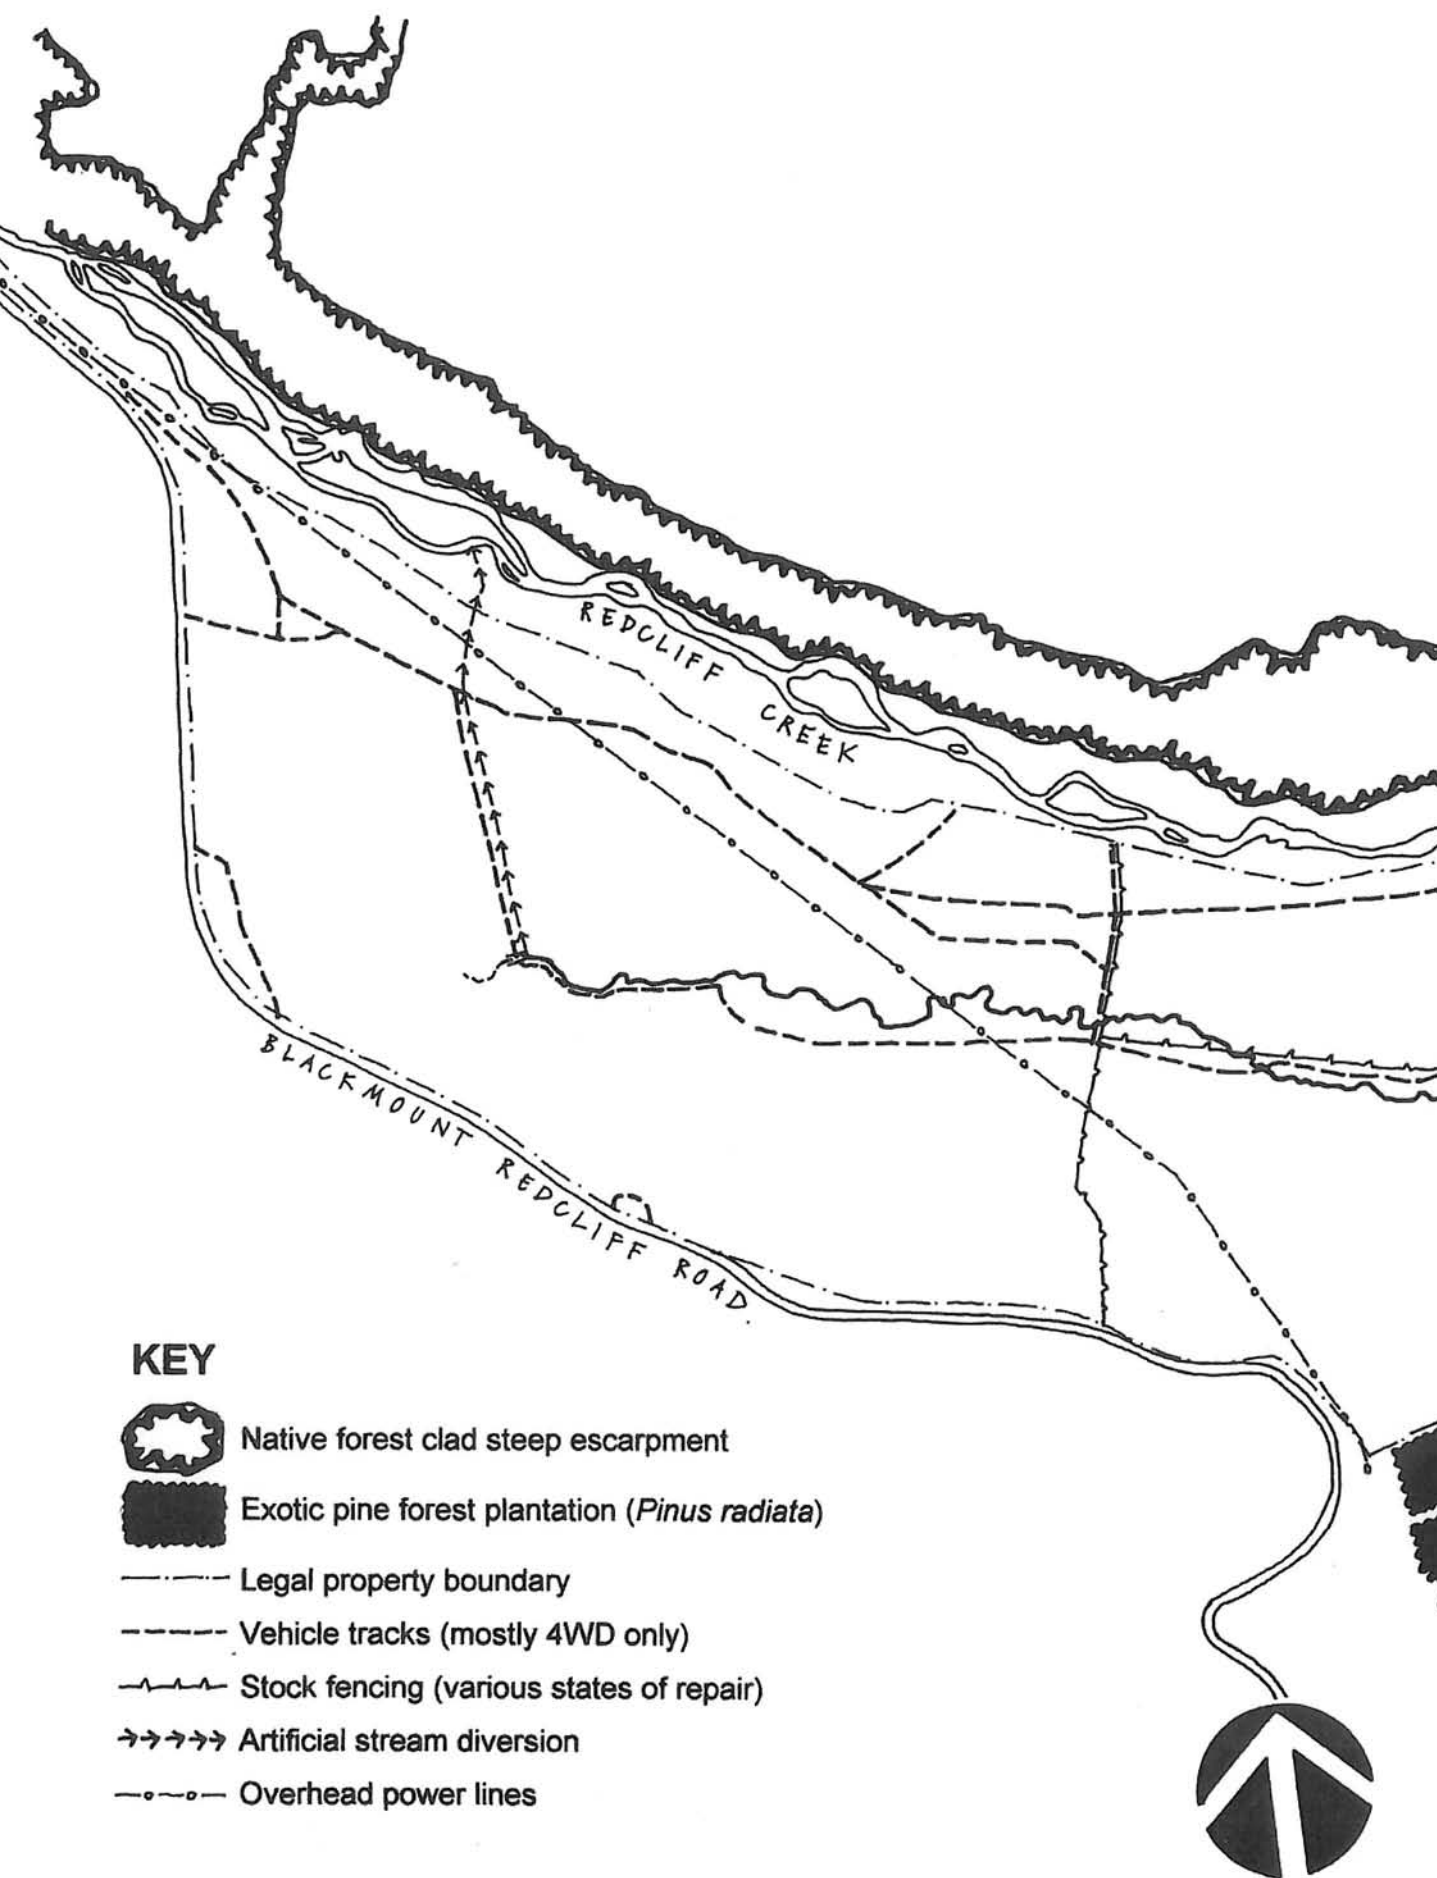 REDCLIFF
CREEK
BLACKMOUNT REDCLIFF ROAD
KEY
Native forest clad steep escarpment
Exotic pine forest plantation (Pinus radiata)
Legal property boundary
Vehicle tracks (mostly 4WD only)
Stock fencing (various states of repair)
Artificial stream diversion
Overhead power lines